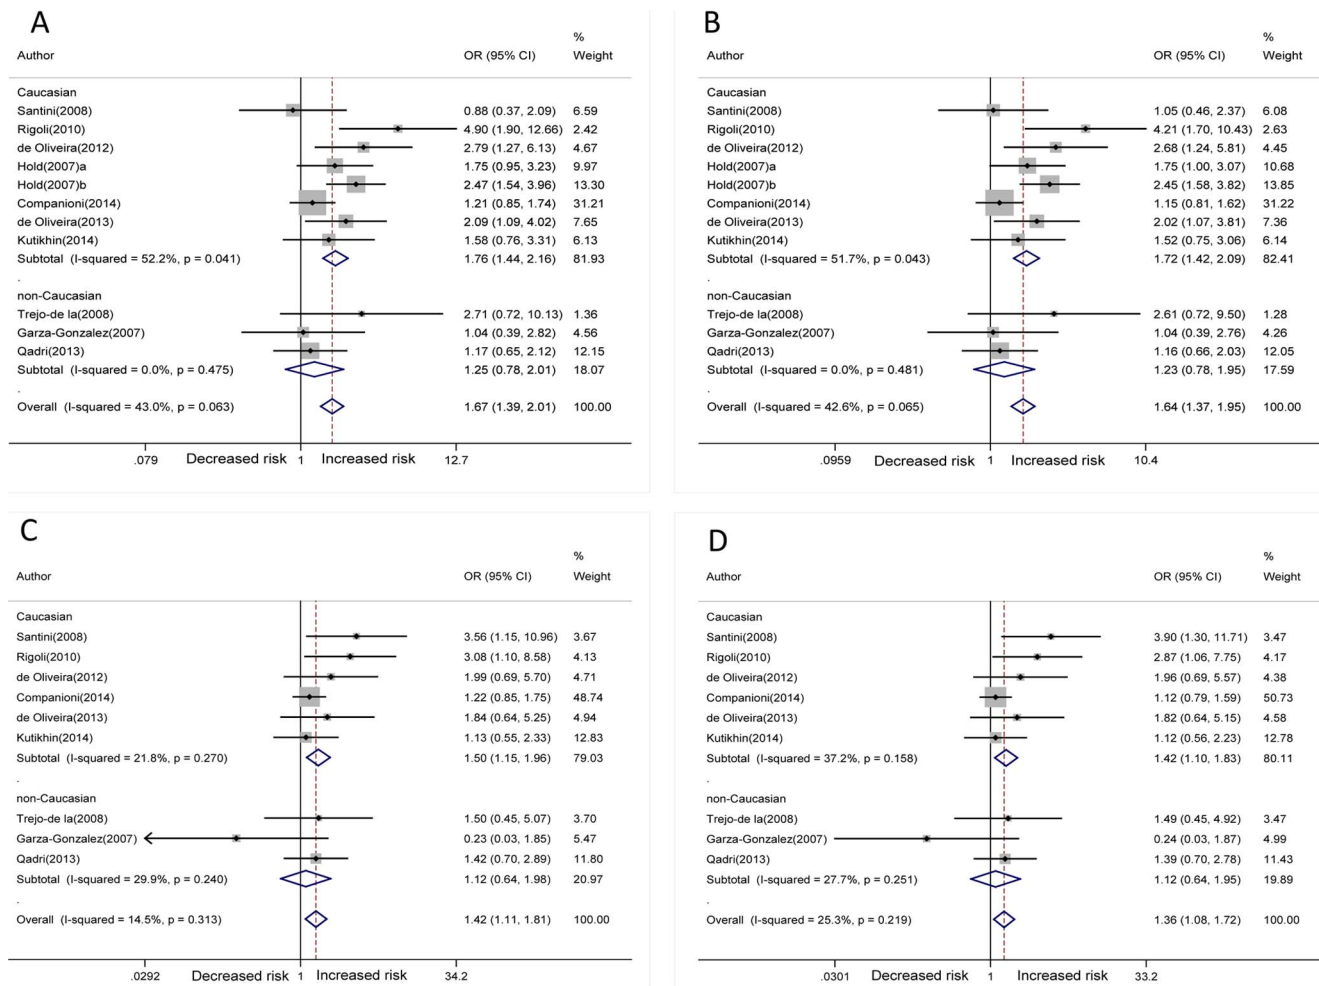 A
%
Author OR (95% CI) Weight
Caucasian
Santini(2008) 0.88 (0.37, 2.09) 6.59
Rigoli(2010) 4.90 (1.90, 12.66) 2.42
de Oliveira(2012) 2.79 (1.27, 6.13) 4.67
Hold(2007)a 1.75 (0.95, 3.23) 9.97
Hold(2007)b 2.47 (1.54, 3.96) 13.30
Companioni(2014) 1.21 (0.85, 1.74) 31.21
de Oliveira(2013) 2.09 (1.09, 4.02) 7.65
Kutikhin(2014) 1.58 (0.76, 3.31) 6.13
Subtotal (I-squared = 52.2%, p = 0.041) 1.76 (1.44, 2.16) 81.93
.
non-Caucasian
Trejo-de la(2008) 2.71 (0.72, 10.13) 1.36
Garza-Gonzalez(2007) 1.04 (0.39, 2.82) 4.56
Qadri(2013) 1.17 (0.65, 2.12) 12.15
Subtotal (I-squared = 0.0%, p = 0.475) 1.25 (0.78, 2.01) 18.07
.
Overall (I-squared = 43.0%, p = 0.063) 1.67 (1.39, 2.01) 100.00
.079 Decreased risk 1 Increased risk 12.7
B
%
Author OR (95% CI) Weight
Caucasian
Santini(2008) 1.05 (0.46, 2.37) 6.08
Rigoli(2010) 4.21 (1.70, 10.43) 2.63
de Oliveira(2012) 2.68 (1.24, 5.81) 4.45
Hold(2007)a 1.75 (1.00, 3.07) 10.68
Hold(2007)b 2.45 (1.58, 3.82) 13.85
Companioni(2014) 1.15 (0.81, 1.62) 31.22
de Oliveira(2013) 2.02 (1.07, 3.81) 7.36
Kutikhin(2014) 1.52 (0.75, 3.06) 6.14
Subtotal (I-squared = 51.7%, p = 0.043) 1.72 (1.42, 2.09) 82.41
.
non-Caucasian
Trejo-de la(2008) 2.61 (0.72, 9.50) 1.28
Garza-Gonzalez(2007) 1.04 (0.39, 2.76) 4.26
Qadri(2013) 1.16 (0.66, 2.03) 12.05
Subtotal (I-squared = 0.0%, p = 0.481) 1.23 (0.78, 1.95) 17.59
.
Overall (I-squared = 42.6%, p = 0.065) 1.64 (1.37, 1.95) 100.00
.0959 Decreased risk 1 Increased risk 10.4
C
%
Author OR (95% CI) Weight
Caucasian
Santini(2008) 3.56 (1.15, 10.96) 3.67
Rigoli(2010) 3.08 (1.10, 8.58) 4.13
de Oliveira(2012) 1.99 (0.69, 5.70) 4.71
Companioni(2014) 1.22 (0.85, 1.75) 48.74
de Oliveira(2013) 1.84 (0.64, 5.25) 4.94
Kutikhin(2014) 1.13 (0.55, 2.33) 12.83
Subtotal (I-squared = 21.8%, p = 0.270) 1.50 (1.15, 1.96) 79.03
.
non-Caucasian
Trejo-de la(2008) 1.50 (0.45, 5.07) 3.70
Garza-Gonzalez(2007) 0.23 (0.03, 1.85) 5.47
Qadri(2013) 1.42 (0.70, 2.89) 11.80
Subtotal (I-squared = 29.9%, p = 0.240) 1.12 (0.64, 1.98) 20.97
.
Overall (I-squared = 14.5%, p = 0.313) 1.42 (1.11, 1.81) 100.00
.0292 Decreased risk 1 Increased risk 34.2
D
%
Author OR (95% CI) Weight
Caucasian
Santini(2008) 3.90 (1.30, 11.71) 3.47
Rigoli(2010) 2.87 (1.06, 7.75) 4.17
de Oliveira(2012) 1.96 (0.69, 5.57) 4.38
Companioni(2014) 1.12 (0.79, 1.59) 50.73
de Oliveira(2013) 1.82 (0.64, 5.15) 4.58
Kutikhin(2014) 1.12 (0.56, 2.23) 12.78
Subtotal (I-squared = 37.2%, p = 0.158) 1.42 (1.10, 1.83) 80.11
.
non-Caucasian
Trejo-de la(2008) 1.49 (0.45, 4.92) 3.47
Garza-Gonzalez(2007) 0.24 (0.03, 1.87) 4.99
Qadri(2013) 1.39 (0.70, 2.78) 11.43
Subtotal (I-squared = 27.7%, p = 0.251) 1.12 (0.64, 1.95) 19.89
.
Overall (I-squared = 25.3%, p = 0.219) 1.36 (1.08, 1.72) 100.00
.0301 Decreased risk 1 Increased risk 33.2